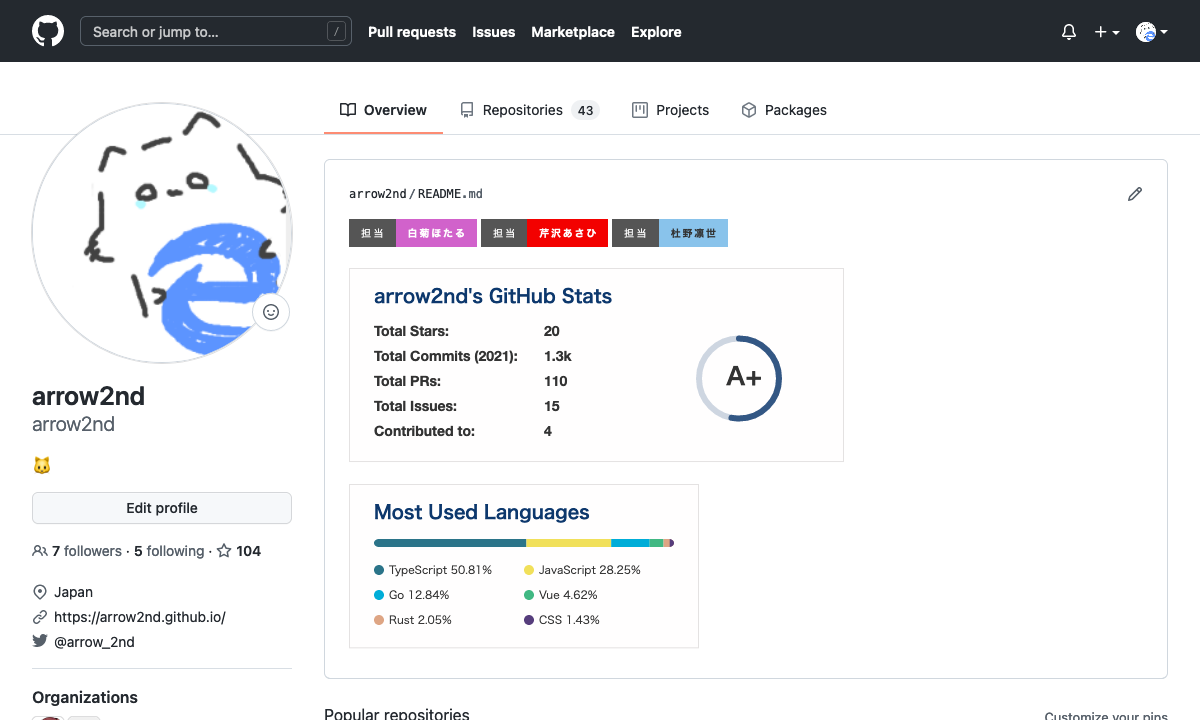 Search or jump to... / Pull requests Issues Marketplace Explore
Overview Repositories 43 Projects Packages
arrow2nd/README.md
担当 白菊ほたる 担当 芹沢あさひ 担当 杜野凛世
arrow2nd's GitHub Stats
Total Stars: 20
Total Commits (2021): 1.3k
Total PRs: 110
Total Issues: 15
Contributed to: 4
A+
Most Used Languages
TypeScript 50.81% JavaScript 28.25%
Go 12.84% Vue 4.62%
Rust 2.05% CSS 1.43%
arrow2nd
arrow2nd
Edit profile
7 followers · 5 following · 104
Japan
https://arrow2nd.github.io/
@arrow_2nd
Organizations
Popular repositories Customize your pins